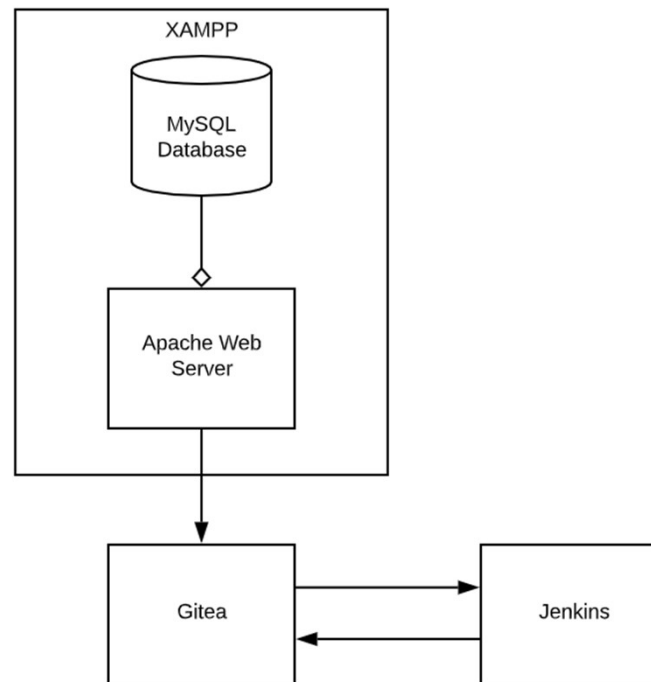 XAMPP
MySQL
Database
Apache Web
Server
Gitea
Jenkins